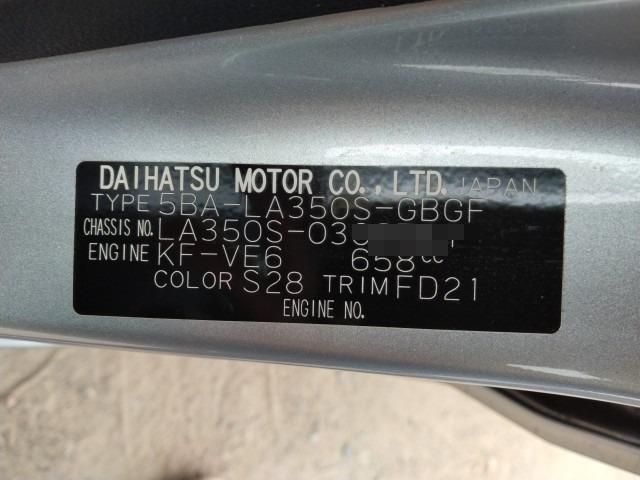 DAIHATSU MOTOR CO., LTD. JAPAN
TYPE 5BA-LA350S-GBGF
CHASSIS NO. LA350S-03
ENGINE KF-VE6 658cc
COLOR S28 TRIM FD21
ENGINE NO.